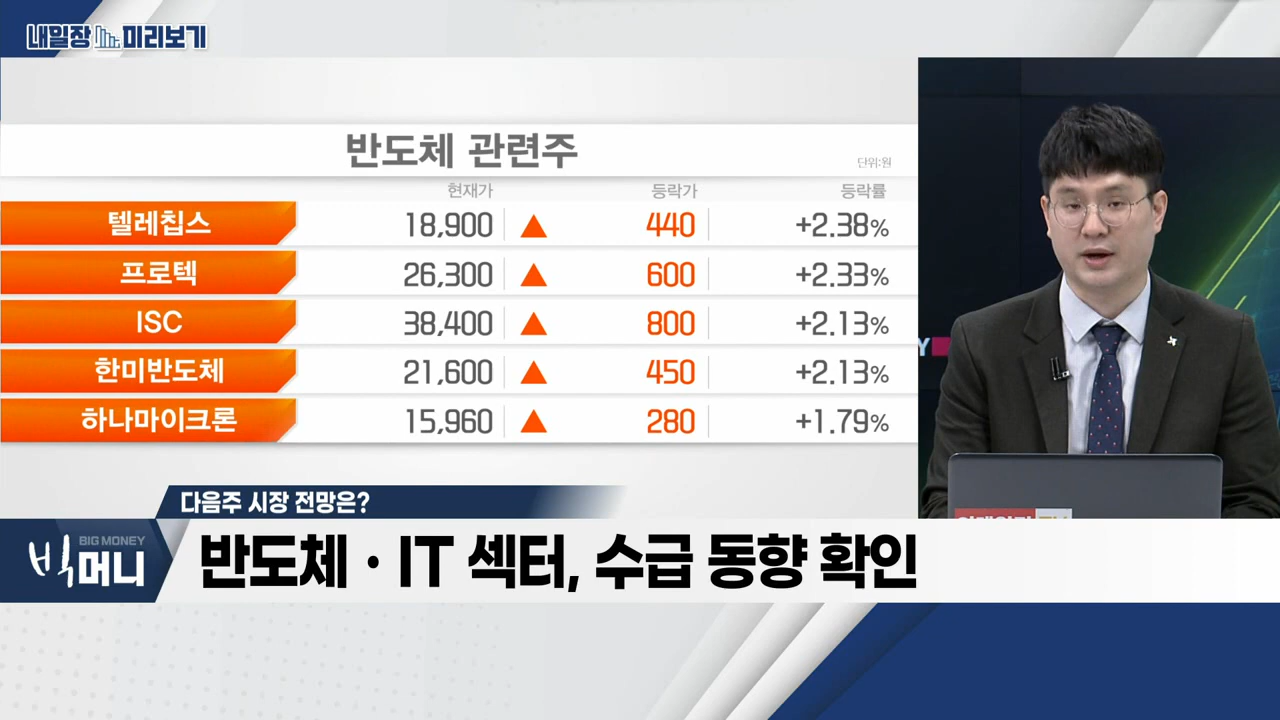 내일장 미리보기
반도체 관련주
단위:원
현재가 등락가 등락률
텔레칩스 18,900 ▲ 440 +2.38%
프로텍 26,300 ▲ 600 +2.33%
ISC 38,400 ▲ 800 +2.13%
한미반도체 21,600 ▲ 450 +2.13%
하나마이크론 15,960 ▲ 280 +1.79%
Y
다음주 시장 전망은?
BIG MONEY
빅머니
반도체·IT 섹터, 수급 동향 확인